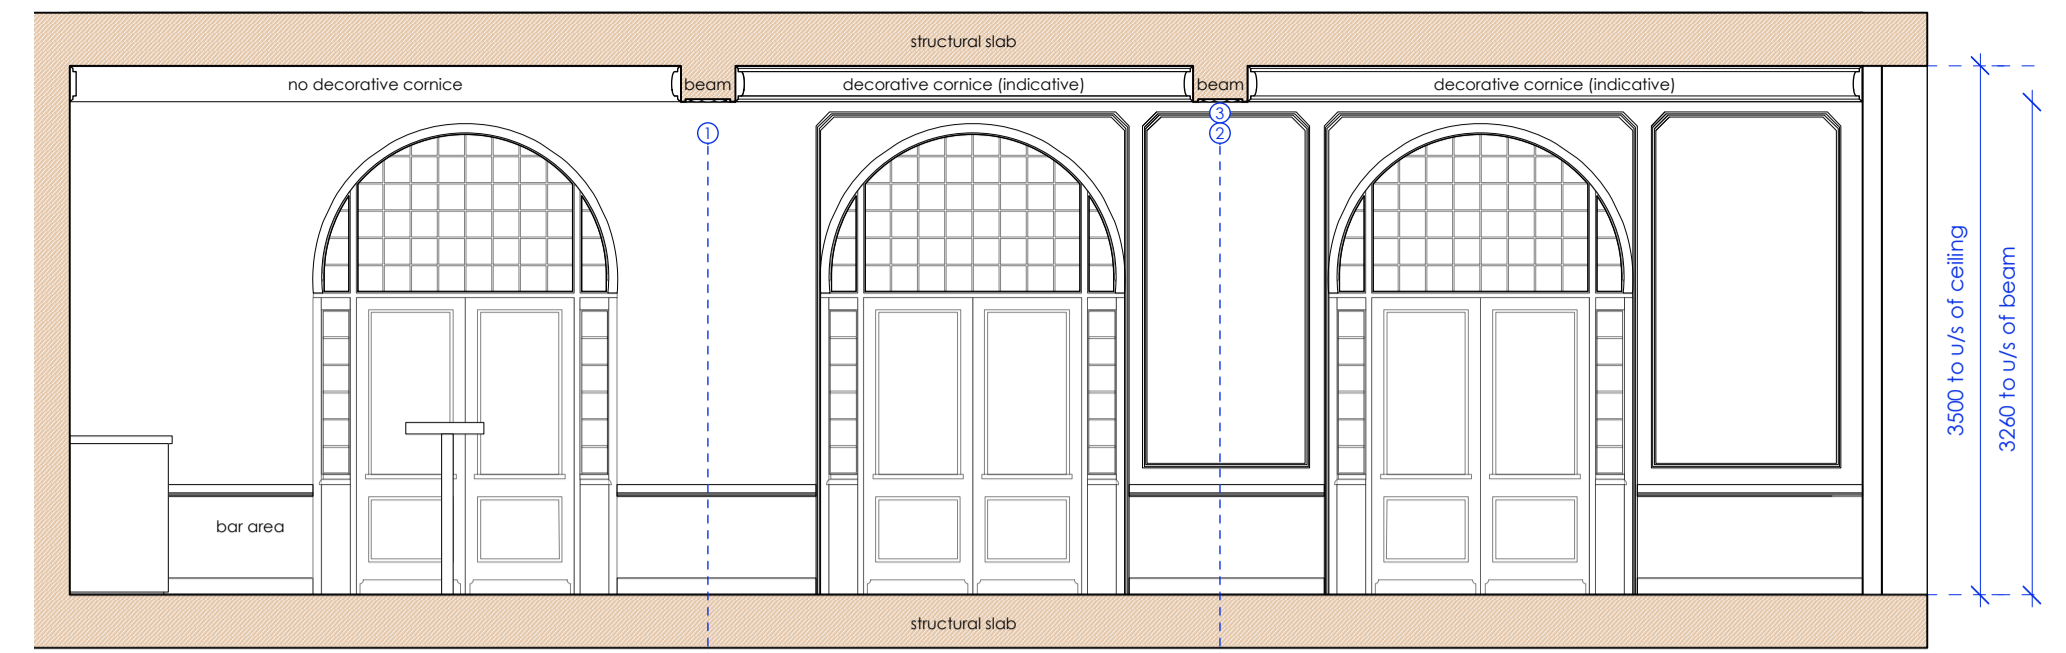 structural slab
no decorative cornice
beam
decorative cornice (indicative)
beam
decorative cornice (indicative)
1
3
2
3500 to u/s of ceiling
3260 to u/s of beam
bar area
structural slab